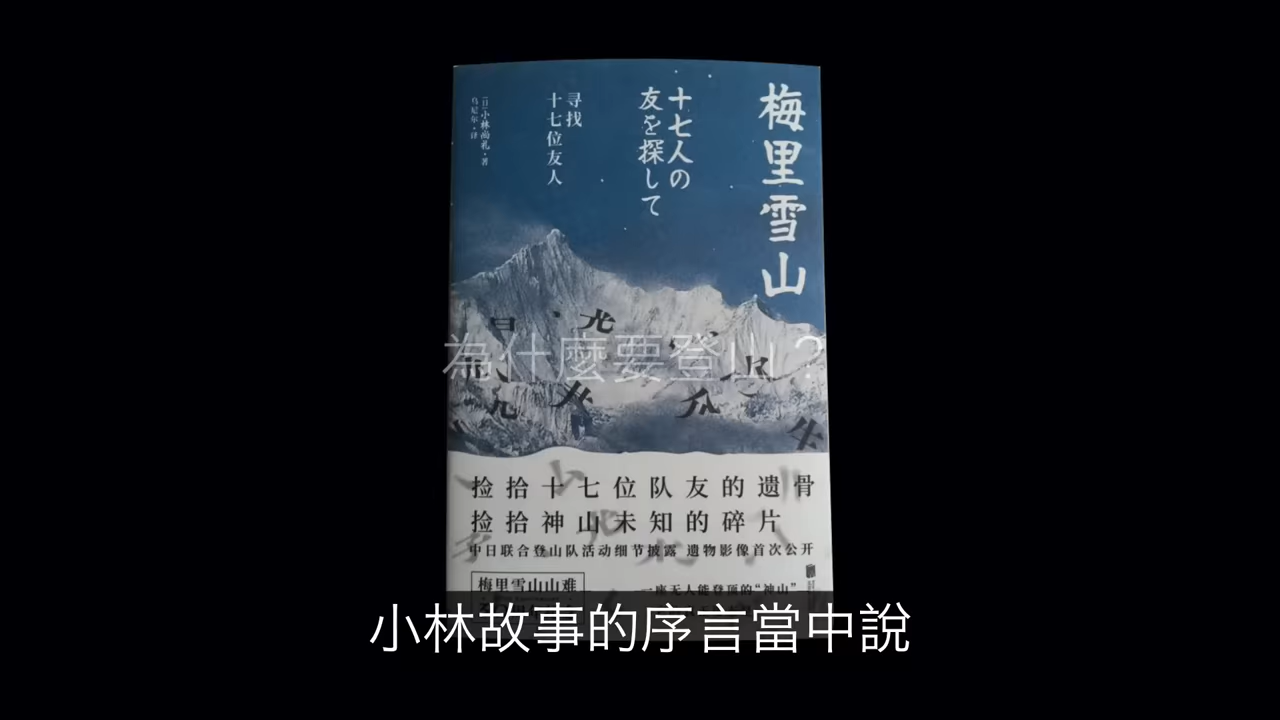 梅里雪山
十七人の
友を探して
寻找
十七位友人
[日]小林尚礼·著
乌尼尔·译
為什麼要登山?
捡拾十七位队友的遗骨
捡拾神山未知的碎片
中日联合登山队活动细节披露 遗物影像首次公开
梅里雪山山难
一座无人能登顶的“神山”
小林故事的序言當中說